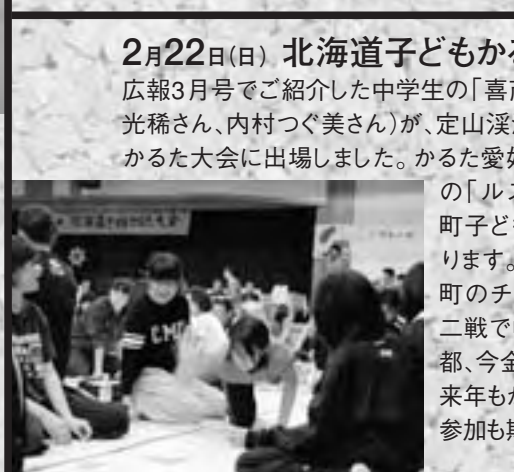 2月22日(日) 北海道子どもかる
広報3月号でご紹介した中学生の「喜
光稀さん、内村つぐ美さん)が、定山渓
かるた大会に出場しました。かるた愛
の「ル
町子ど
ります。
町のチ
二戦で
都、今金
来年も
参加も